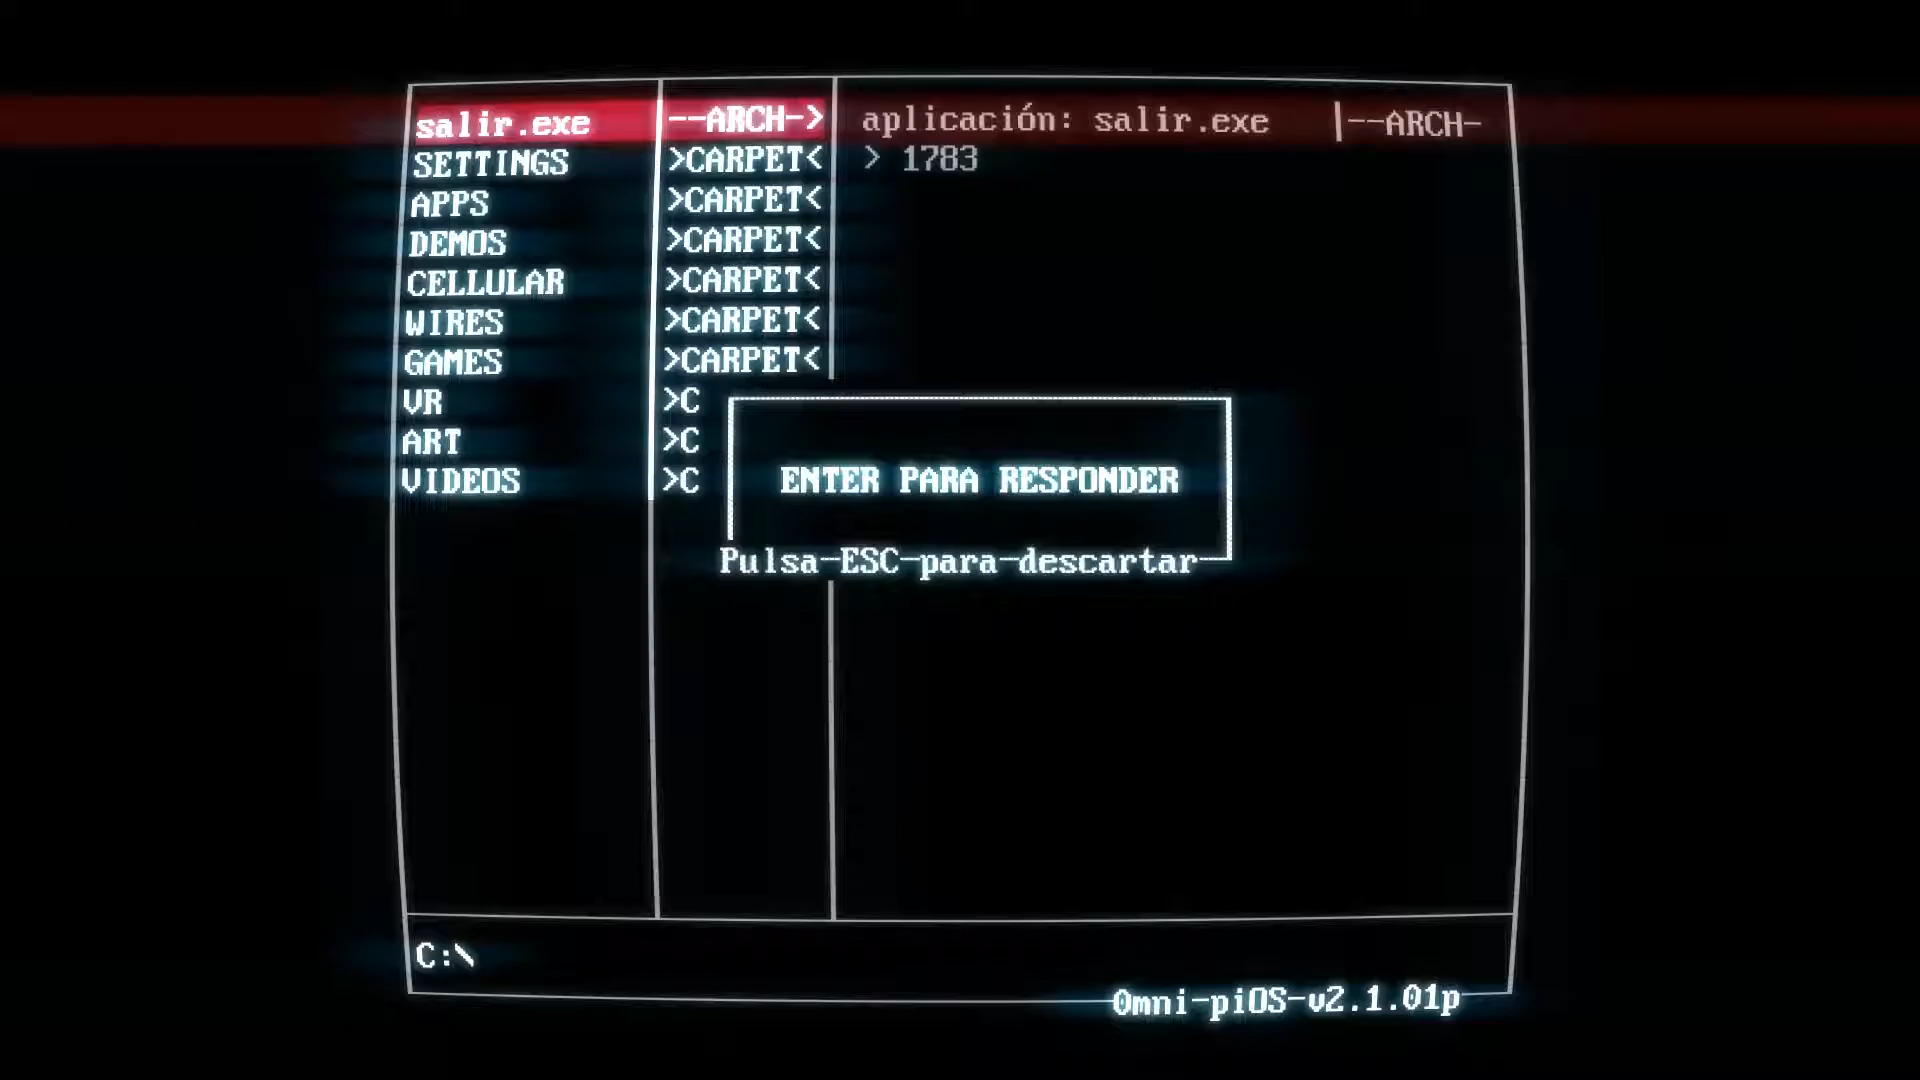 salir.exe --ARCH-> aplicación: salir.exe |--ARCH-
SETTINGS >CARPET< > 1783
APPS >CARPET<
DEMOS >CARPET<
CELLULAR >CARPET<
WIRES >CARPET<
GAMES >CARPET<
VR >C
ART >C
VIDEOS >C
ENTER PARA RESPONDER
Pulsa-ESC-para-descartar
C:\
Omni-piOS-v2.1.01p